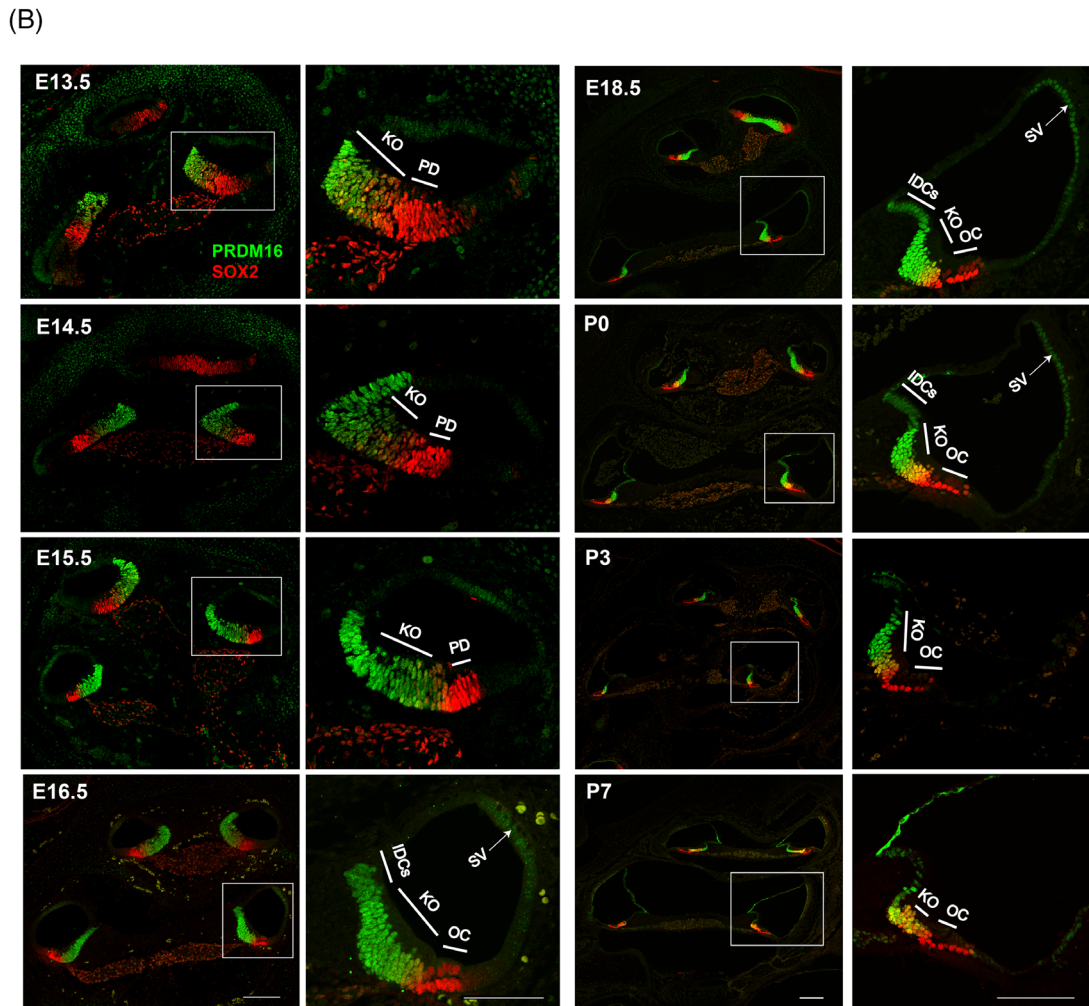 (B)
E13.5
KO
PD
PRDM16
SOX2
E14.5
KO
PD
E15.5
KO
PD
E16.5
SV
IDCs
KO
OC
E18.5
SV
IDCs
KO
OC
P0
SV
IDCs
KO
OC
P3
KO
OC
P7
KO
OC